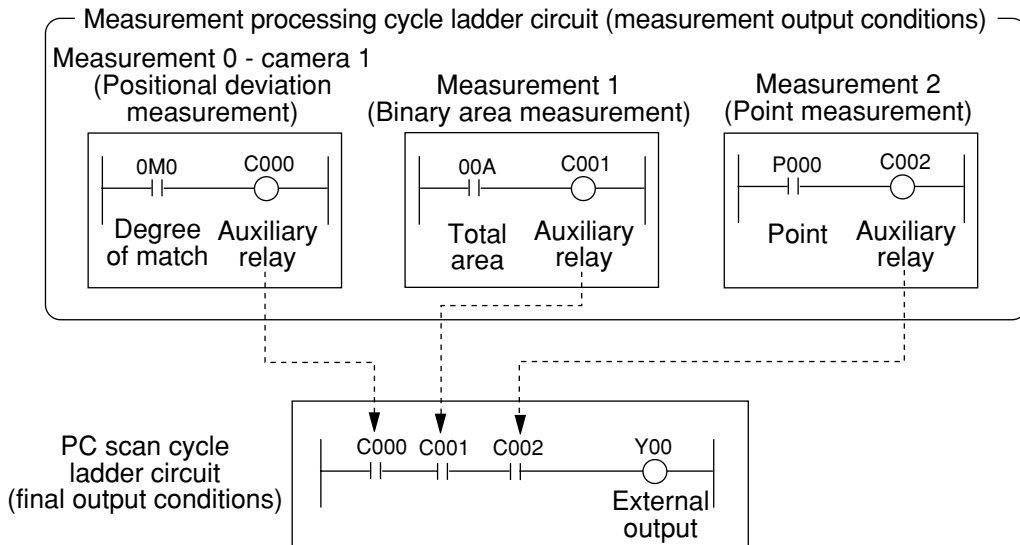 Measurement processing cycle ladder circuit (measurement output conditions)
Measurement 0 - camera 1
(Positional deviation
measurement)
0M0
C000
Degree
of match
Auxiliary
relay
Measurement 1
(Binary area measurement)
00A
C001
Total
area
Auxiliary
relay
Measurement 2
(Point measurement)
P000
C002
Point
Auxiliary
relay
PC scan cycle
ladder circuit
(final output conditions)
C000
C001
C002
Y00
External
output